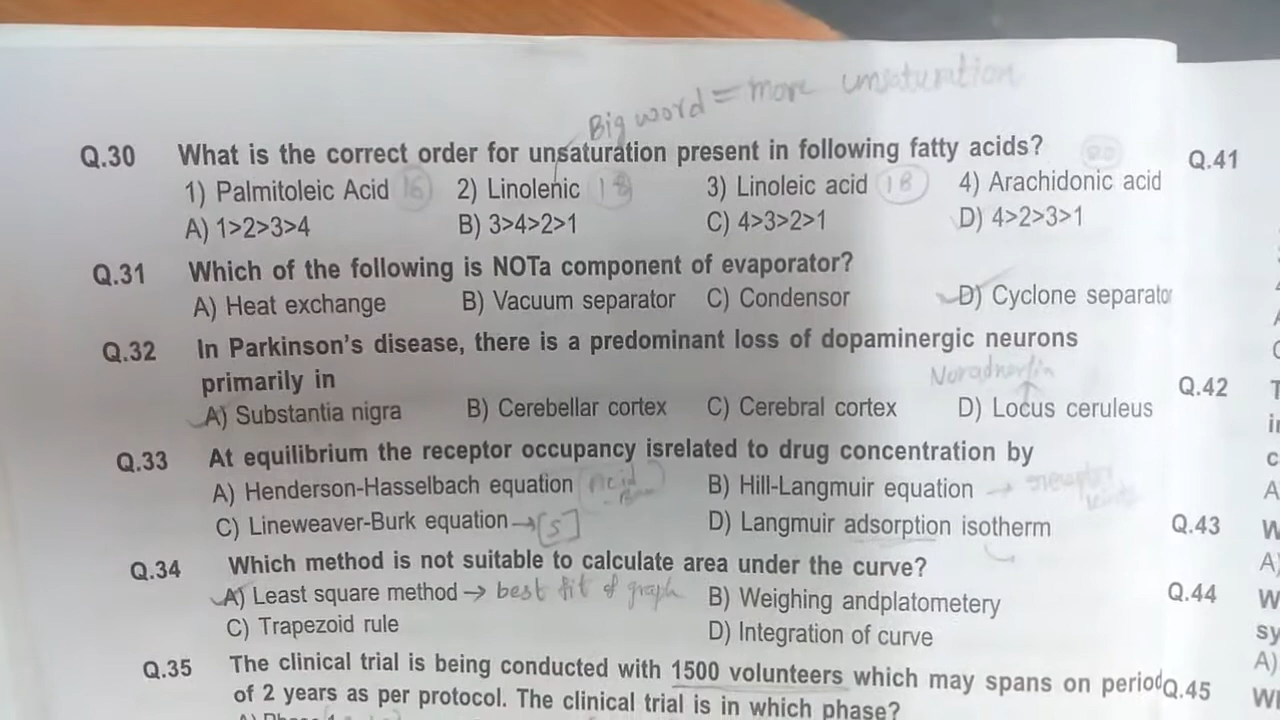 Big word = more unsaturation
Q.30 What is the correct order for unsaturation present in following fatty acids?
1) Palmitoleic Acid 16 2) Linolenic 18 3) Linoleic acid 18 4) Arachidonic acid 20
A) 1>2>3>4 B) 3>4>2>1 C) 4>3>2>1 D) 4>2>3>1
Q.31 Which of the following is NOTa component of evaporator?
A) Heat exchange B) Vacuum separator C) Condensor D) Cyclone separator
Q.32 In Parkinson's disease, there is a predominant loss of dopaminergic neurons
primarily in
A) Substantia nigra B) Cerebellar cortex C) Cerebral cortex D) Locus ceruleus
Q.33 At equilibrium the receptor occupancy isrelated to drug concentration by
A) Henderson-Hasselbach equation Acid B) Hill-Langmuir equation →
C) Lineweaver-Burk equation → [S] D) Langmuir adsorption isotherm
Q.34 Which method is not suitable to calculate area under the curve?
A) Least square method → best fit of graph B) Weighing andplatometery
C) Trapezoid rule D) Integration of curve
Q.35 The clinical trial is being conducted with 1500 volunteers which may spans on period
of 2 years as per protocol. The clinical trial is in which phase?
Q.41
Q.42
Q.43
Q.44
Q.45